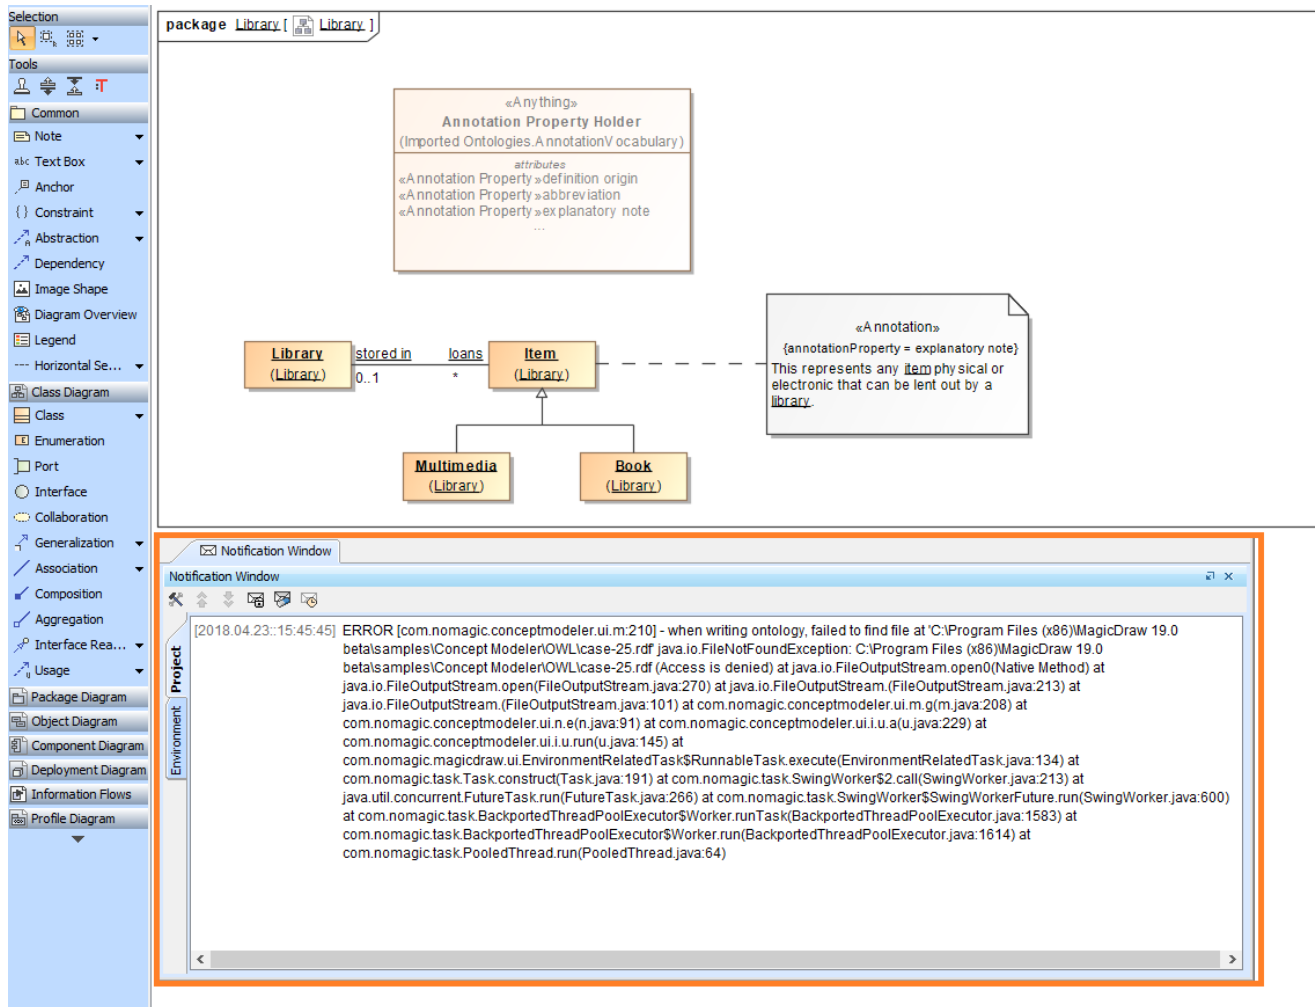 Selection
Tools
Common
Note
abc Text Box
Anchor
{} Constraint
Abstraction
Dependency
Image Shape
Diagram Overview
Legend
Horizontal Se...
Class Diagram
Class
Enumeration
Port
Interface
Collaboration
Generalization
Association
Composition
Aggregation
Interface Rea...
Usage
Package Diagram
Object Diagram
Component Diagram
Deployment Diagram
Information Flows
Profile Diagram
package Library [ Library ]
«Anything»
Annotation Property Holder
(Imported Ontologies.AnnotationVocabulary)
attributes
«Annotation Property»definition origin
«Annotation Property»abbreviation
«Annotation Property»explanatory note
...
Library
(Library)
stored in
0..1
loans
*
Item
(Library)
«Annotation»
{annotationProperty = explanatory note}
This represents any item physical or
electronic that can be lent out by a
library.
Multimedia
(Library)
Book
(Library)
Notification Window
Notification Window
Project
Environment
[2018.04.23::15:45:45] ERROR [com.nomagic.conceptmodeler.ui.m:210] - when writing ontology, failed to find file at 'C:\Program Files (x86)\MagicDraw 19.0
beta\samples\Concept Modeler\OWL\case-25.rdf' java.io.FileNotFoundException: C:\Program Files (x86)\MagicDraw 19.0
beta\samples\Concept Modeler\OWL\case-25.rdf (Access is denied) at java.io.FileOutputStream.open0(Native Method) at
java.io.FileOutputStream.open(FileOutputStream.java:270) at java.io.FileOutputStream.(FileOutputStream.java:213) at
java.io.FileOutputStream.(FileOutputStream.java:101) at com.nomagic.conceptmodeler.ui.m.g(m.java:208) at
com.nomagic.conceptmodeler.ui.n.e(n.java:91) at com.nomagic.conceptmodeler.ui.i.u.a(u.java:229) at
com.nomagic.conceptmodeler.ui.i.u.run(u.java:145) at
com.nomagic.magicdraw.ui.EnvironmentRelatedTask$RunnableTask.execute(EnvironmentRelatedTask.java:134) at
com.nomagic.task.Task.construct(Task.java:191) at com.nomagic.task.SwingWorker$2.call(SwingWorker.java:213) at
java.util.concurrent.FutureTask.run(FutureTask.java:266) at com.nomagic.task.SwingWorker$SwingWorkerFuture.run(SwingWorker.java:600)
at com.nomagic.task.BackportedThreadPoolExecutor$Worker.runTask(BackportedThreadPoolExecutor.java:1583) at
com.nomagic.task.BackportedThreadPoolExecutor$Worker.run(BackportedThreadPoolExecutor.java:1614) at
com.nomagic.task.PooledThread.run(PooledThread.java:64)